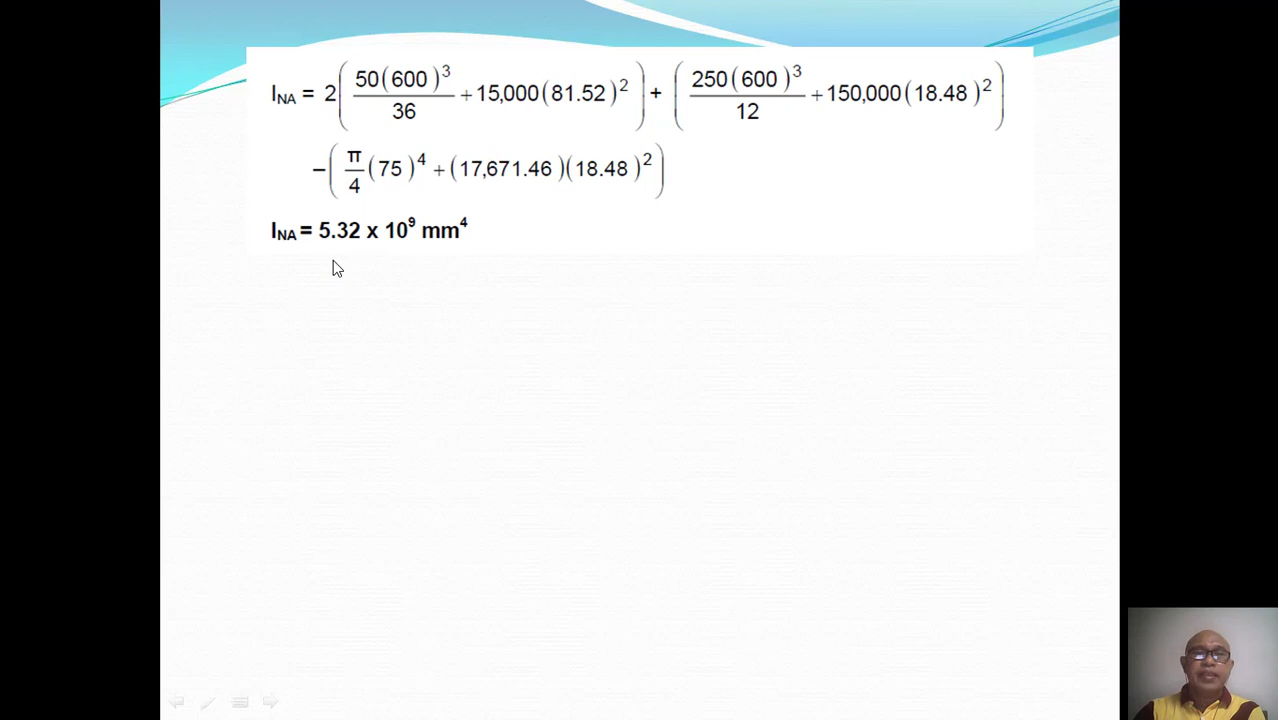 I_NA = 2(50(600)³/36 + 15,000(81.52)²) + (250(600)³/12 + 150,000(18.48)²)
−(π/4(75)⁴ + (17,671.46)(18.48)²)
I_NA = 5.32 x 10⁹ mm⁴